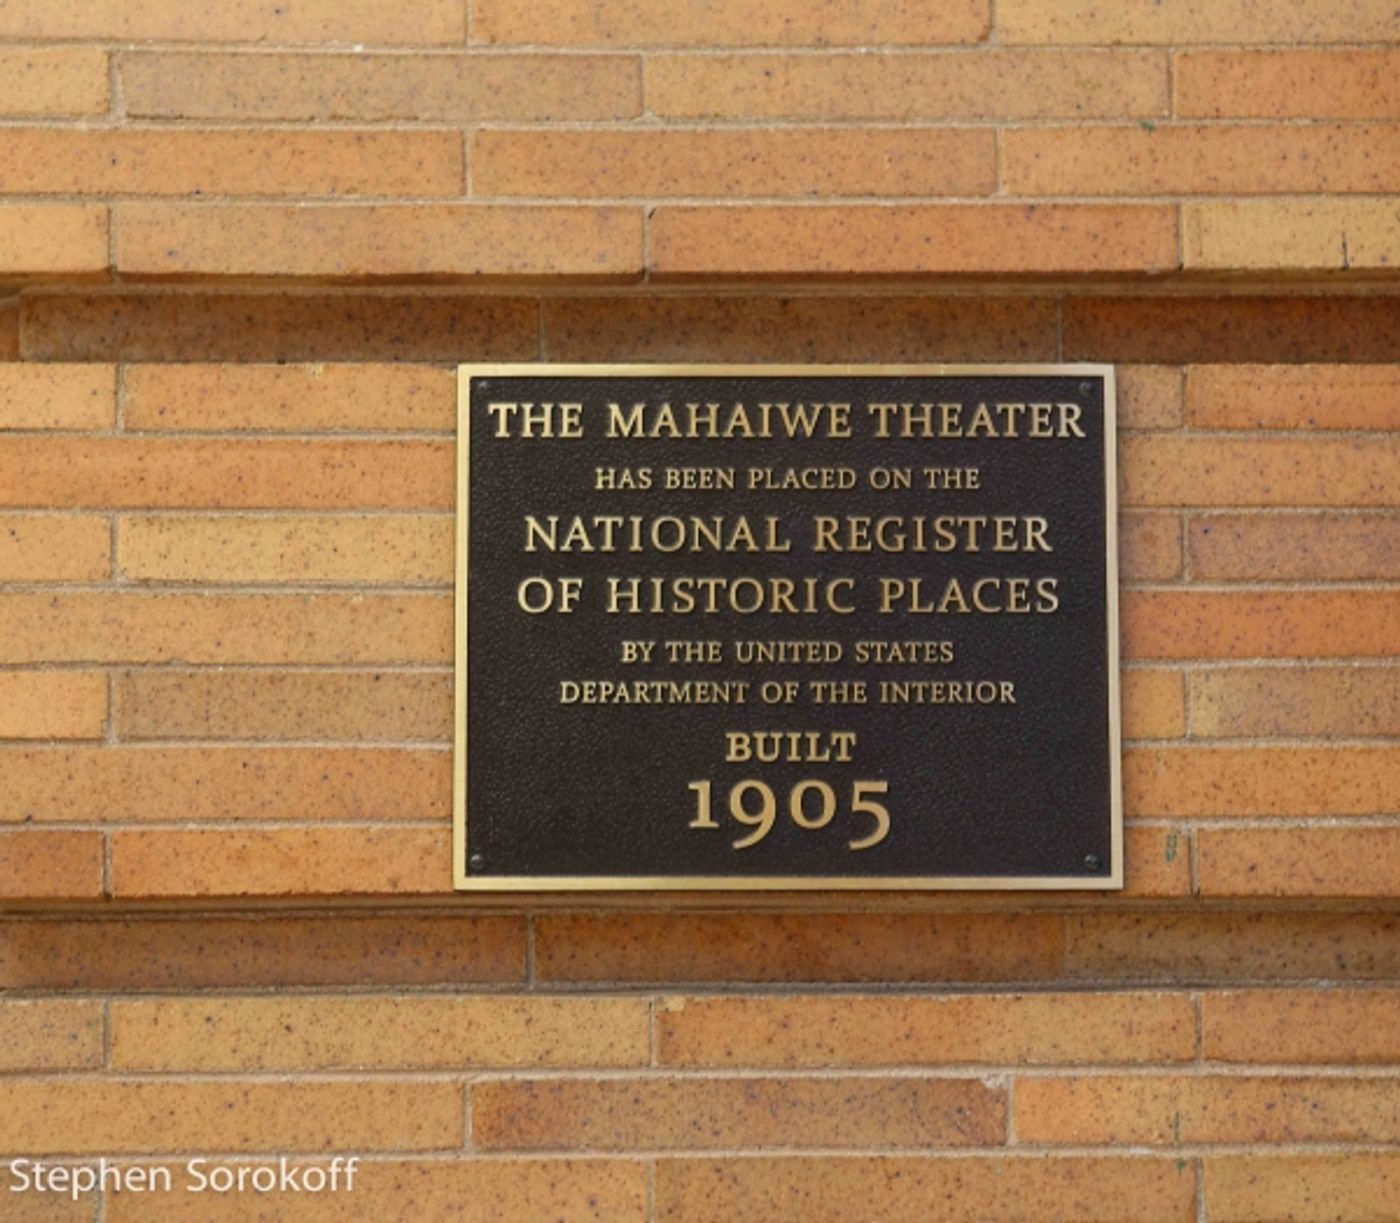 THE MAHAIWE THEATER
HAS BEEN PLACED ON THE
NATIONAL REGISTER
OF HISTORIC PLACES
BY THE UNITED STATES
DEPARTMENT OF THE INTERIOR
BUILT
1905
Stephen Sorokoff